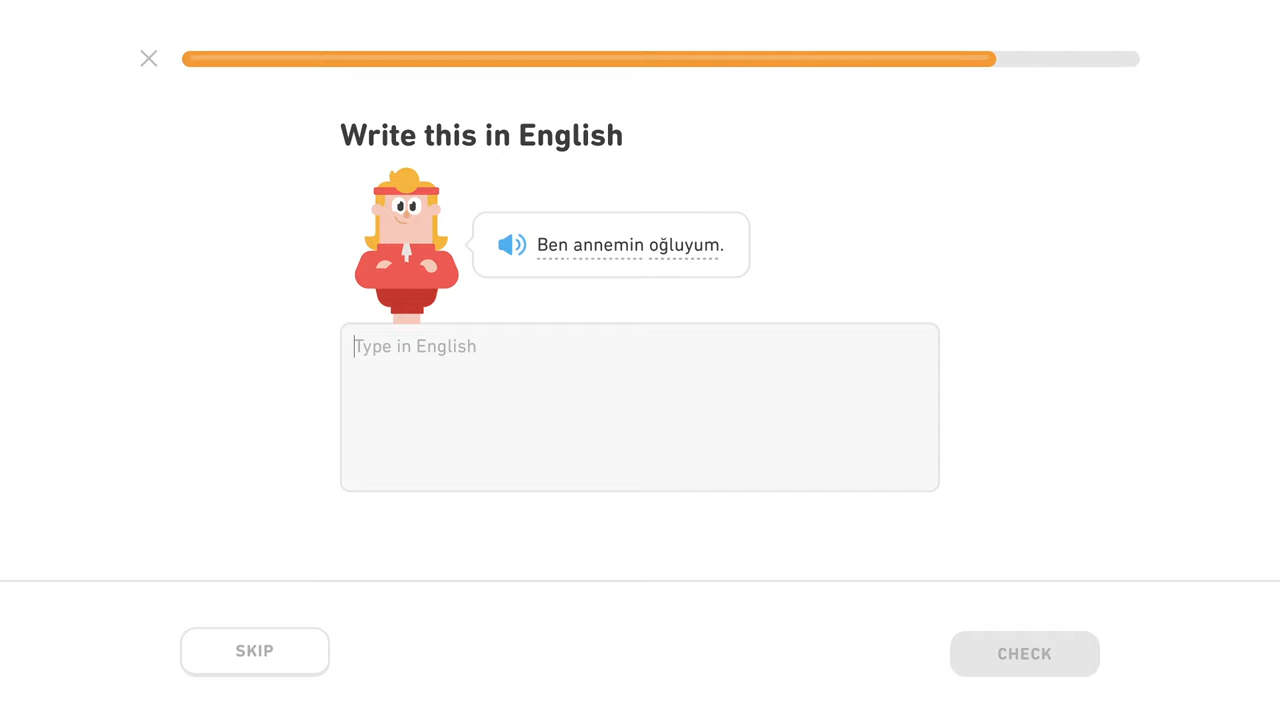 Write this in English
Ben annemin oğluyum.
Type in English
SKIP
CHECK